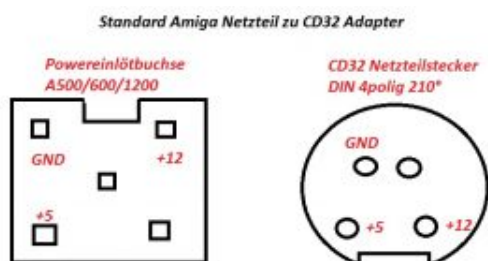 Standard Amiga Netzteil zu CD32 Adapter
Powereinlötbuchse
A500/600/1200
CD32 Netzteilstecker
DIN 4polig 210°
GND
+12
+5
GND
+5
+12